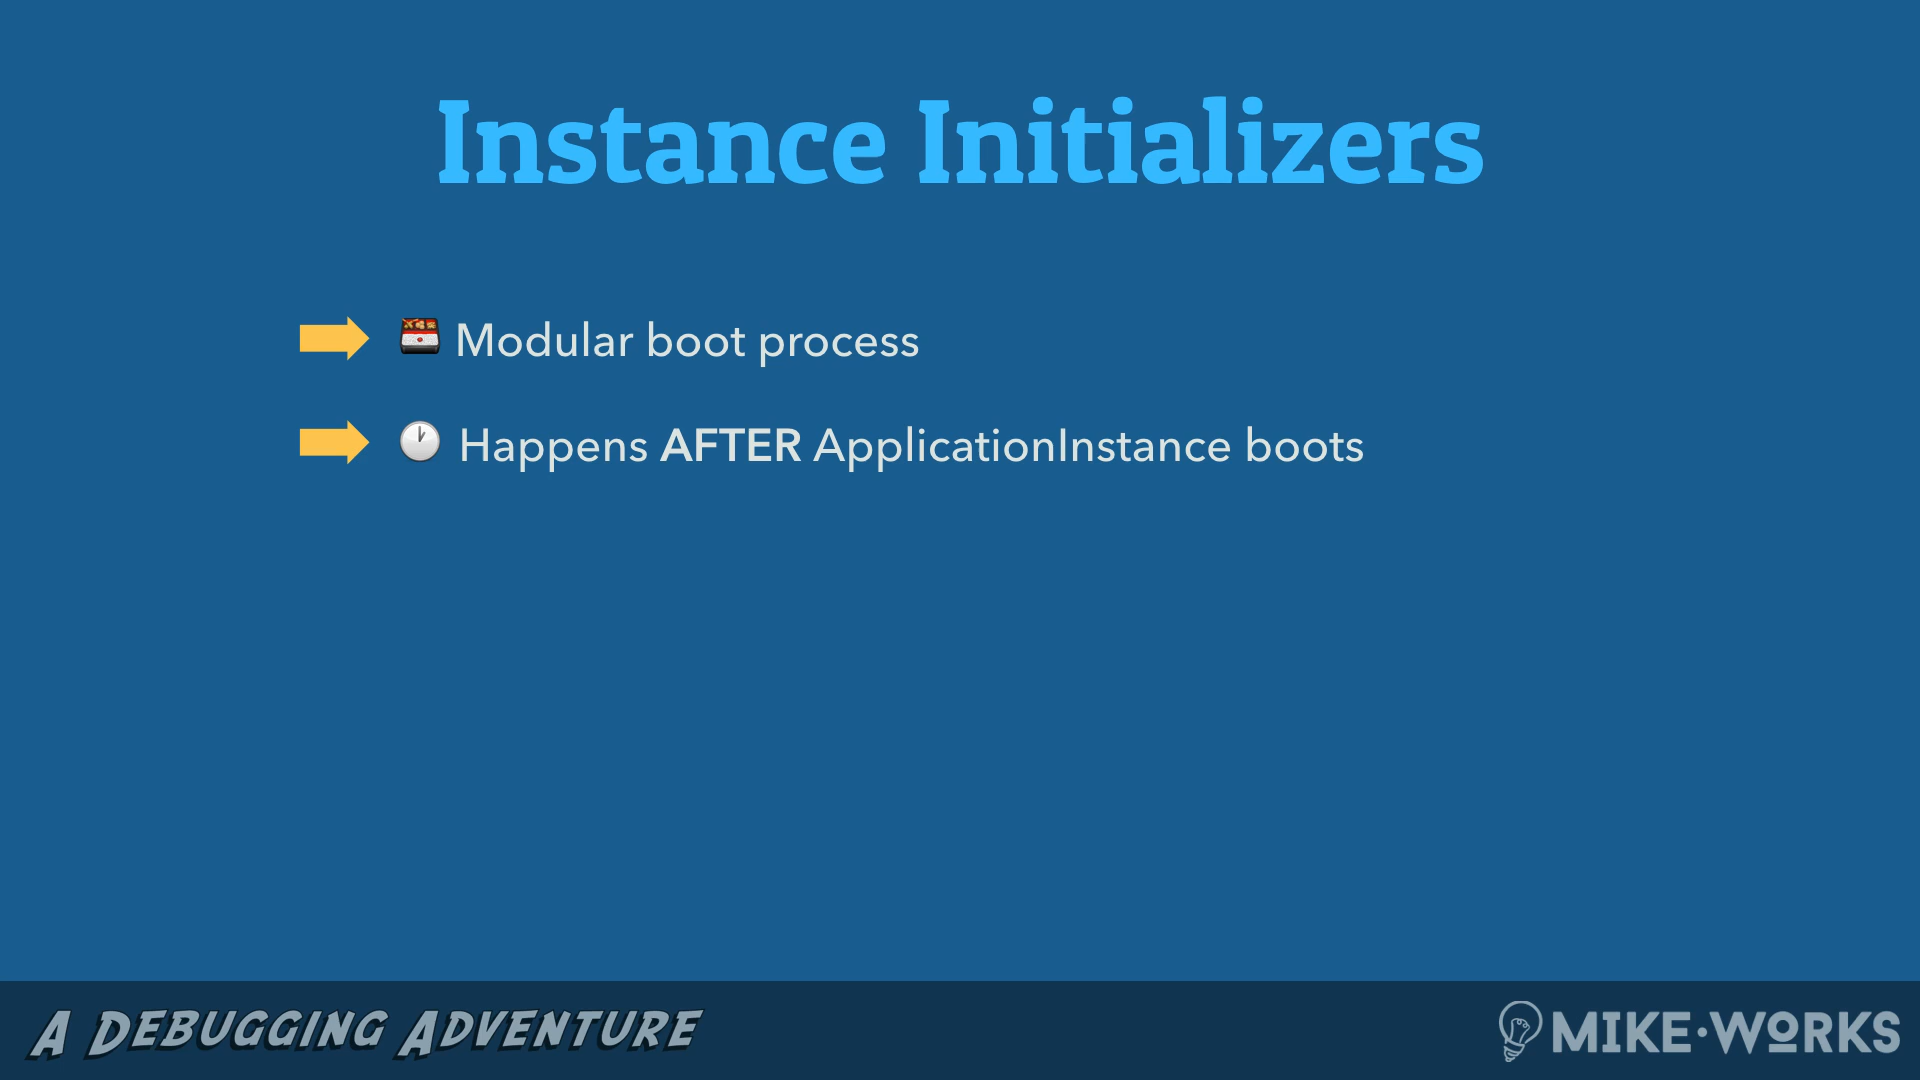 Instance Initializers
🍱 Modular boot process
🕐 Happens AFTER ApplicationInstance boots
A DEBUGGING ADVENTURE
MIKE·WORKS